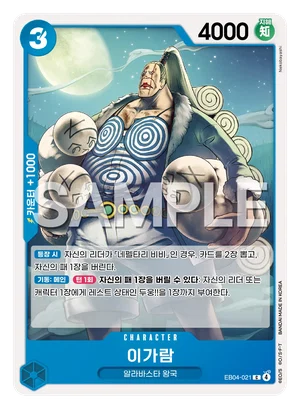 3
4000
지혜
知
카운터 +1000
SAMPLE
등장 시 자신의 리더가 「네펠타리 비비」인 경우, 카드를 2장 뽑고,
자신의 패 1장을 버린다.
기동: 메인 턴 1회 자신의 패 1장을 버릴 수 있다: 자신의 리더 또는
캐릭터 1장에게 레스트 상태인 두웅!!을 1장까지 부여한다.
CHARACTER
이가람
알라바스타 왕국
EB04-021
BANDAI MADE IN KOREA